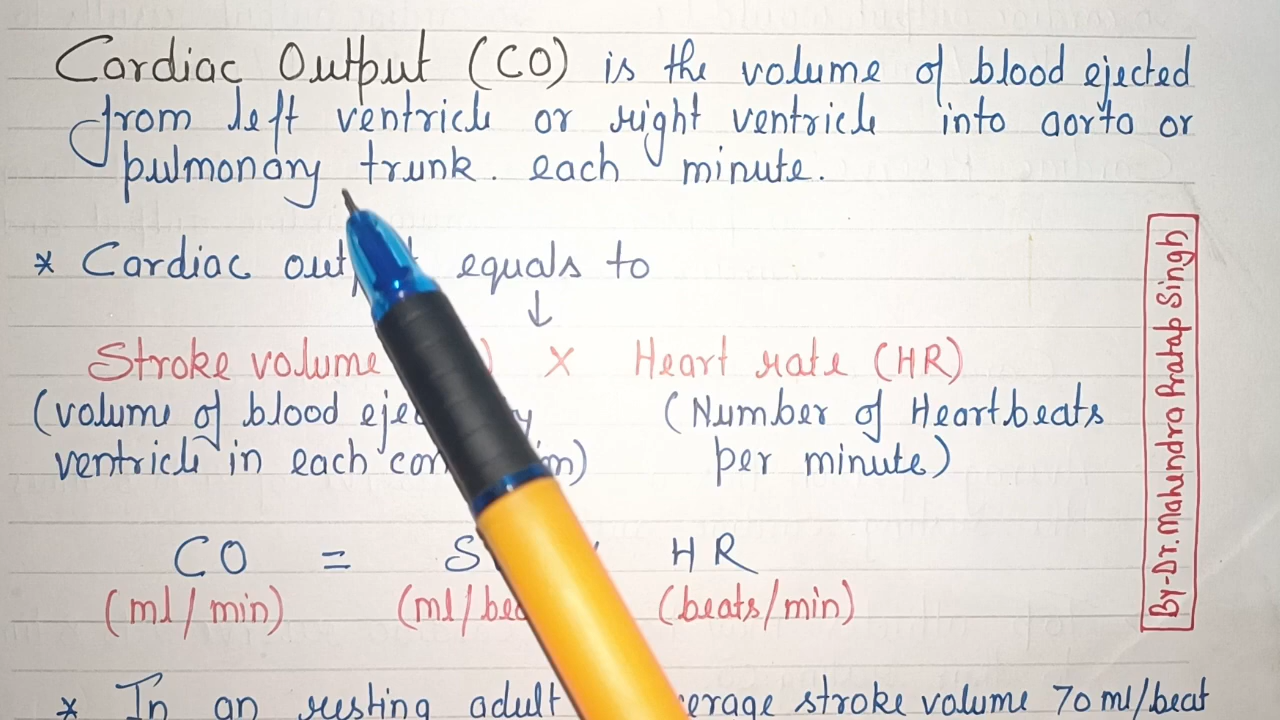 Cardiac Output (CO) is the volume of blood ejected
from left ventricle or right ventricle into aorta or
pulmonary trunk. each minute.
* Cardiac equals to
↓
Stroke volume × Heart rate (HR)
(volume of blood (Number of Heartbeats
ventricle in each per minute)
CO = HR
(ml/min) (beats/min)
* In an resting adult stroke volume 70 ml/beat
By-Dr. Mahendra Pratap Singh